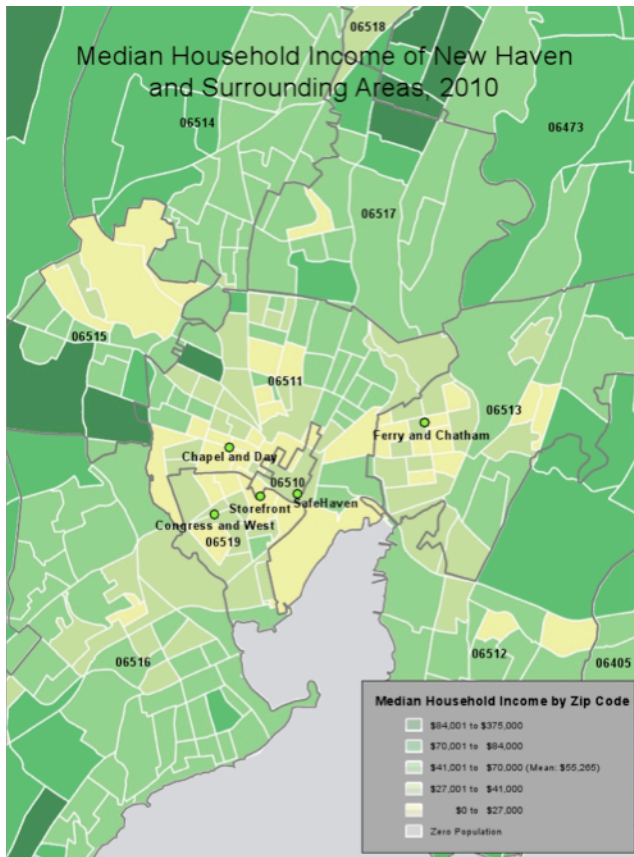 06518
Median Household Income of New Haven
and Surrounding Areas, 2010
06514
06473
06517
06515
06511
06513
Ferry and Chatham
Chapel and Day
06510
Storefront
SafeHaven
Congress and West
06519
06516
06512
06405
Median Household Income by Zip Code
$84,001 to $375,000
$70,001 to $84,000
$41,001 to $70,000 (Mean: $55,265)
$27,001 to $41,000
$0 to $27,000
Zero Population